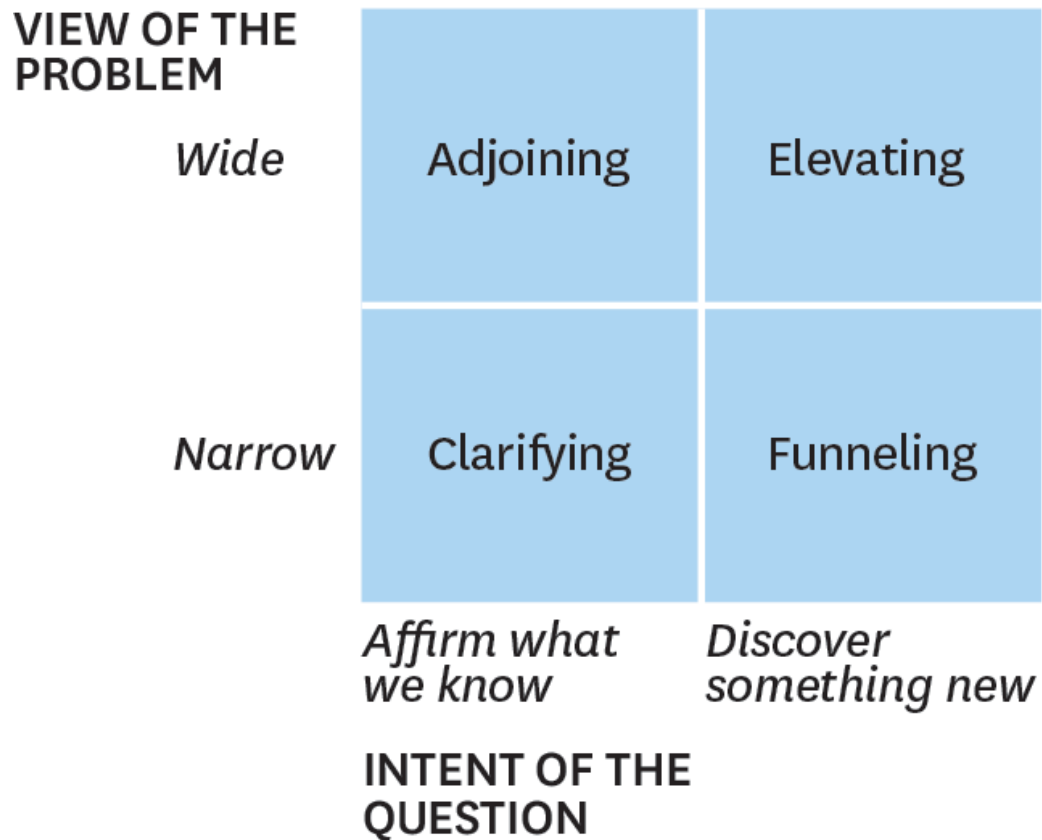 VIEW OF THE
PROBLEM
Wide
Adjoining
Elevating
Narrow
Clarifying
Funneling
Affirm what
we know
Discover
something new
INTENT OF THE
QUESTION